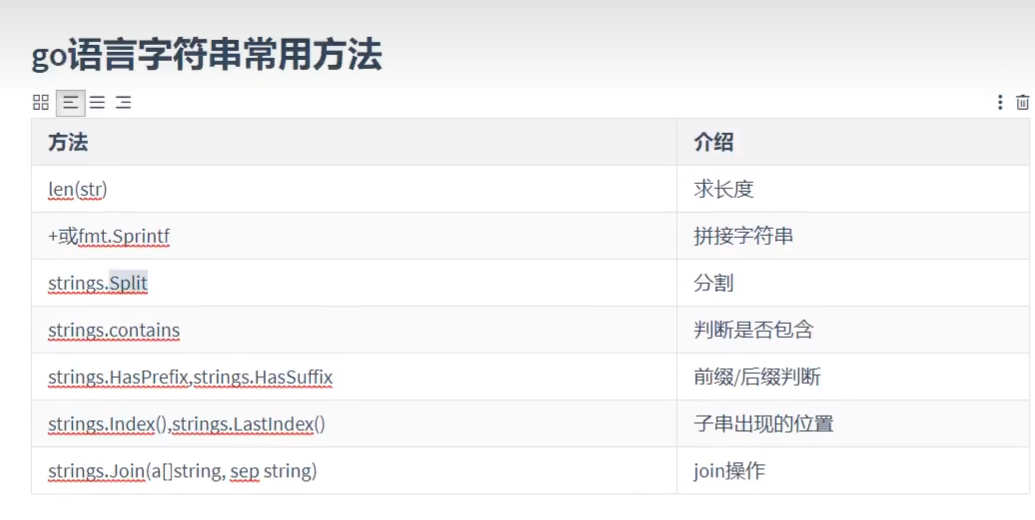 go语言字符串常用方法
方法 介绍
len(str) 求长度
+或fmt.Sprintf 拼接字符串
strings.Split 分割
strings.contains 判断是否包含
strings.HasPrefix,strings.HasSuffix 前缀/后缀判断
strings.Index(),strings.LastIndex() 子串出现的位置
strings.Join(a[]string, sep string) join操作